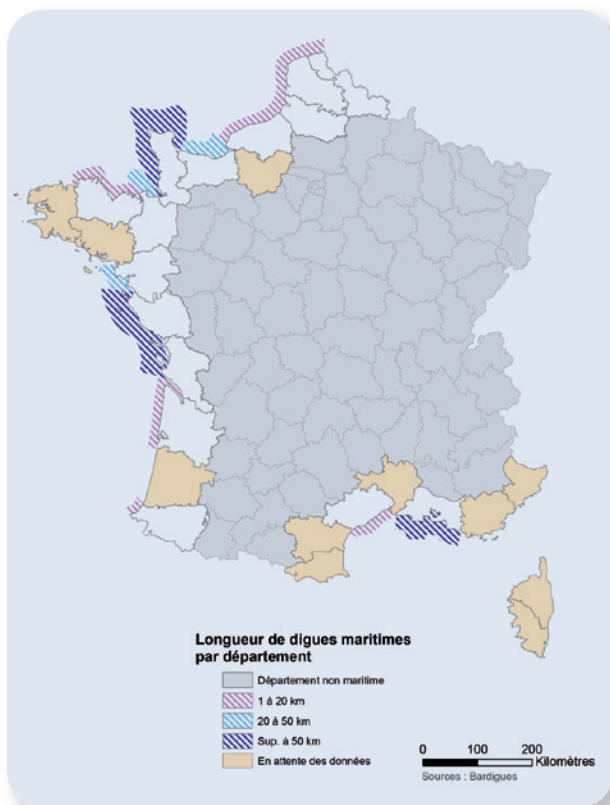 Longueur de digues maritimes
par département
Département non maritime
1 à 20 km
20 à 50 km
Sup. à 50 km
En attente des données
0 100 200
Kilomètres
Sources : Bardigues